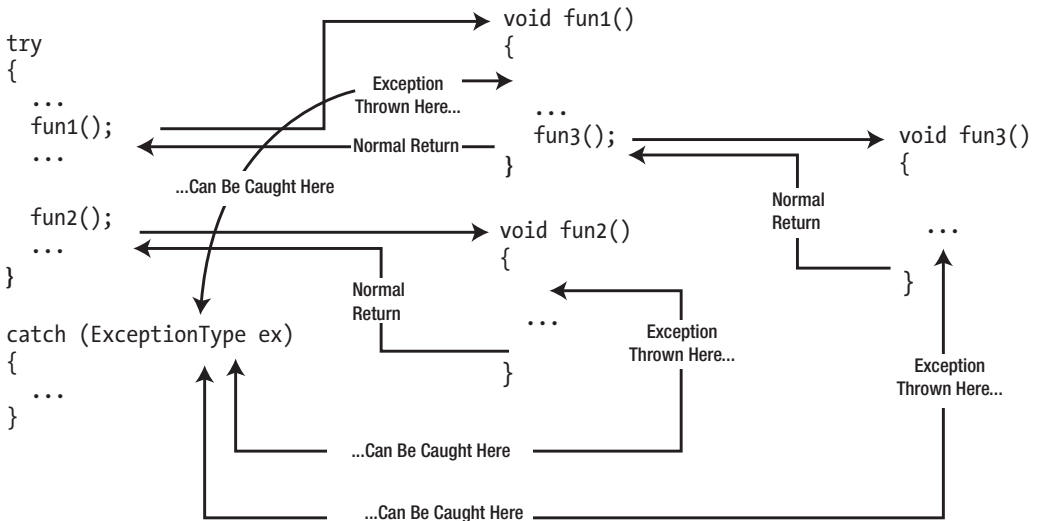 try
{
...
fun1();
...
fun2();
...
}
catch (ExceptionType ex)
{
...
}
void fun1()
{
Exception
Thrown Here...
...
fun3();
}
Normal Return
...Can Be Caught Here
void fun2()
{
...
}
Normal
Return
Exception
Thrown Here...
...Can Be Caught Here
void fun3()
{
...
}
Normal
Return
Exception
Thrown Here...
...Can Be Caught Here